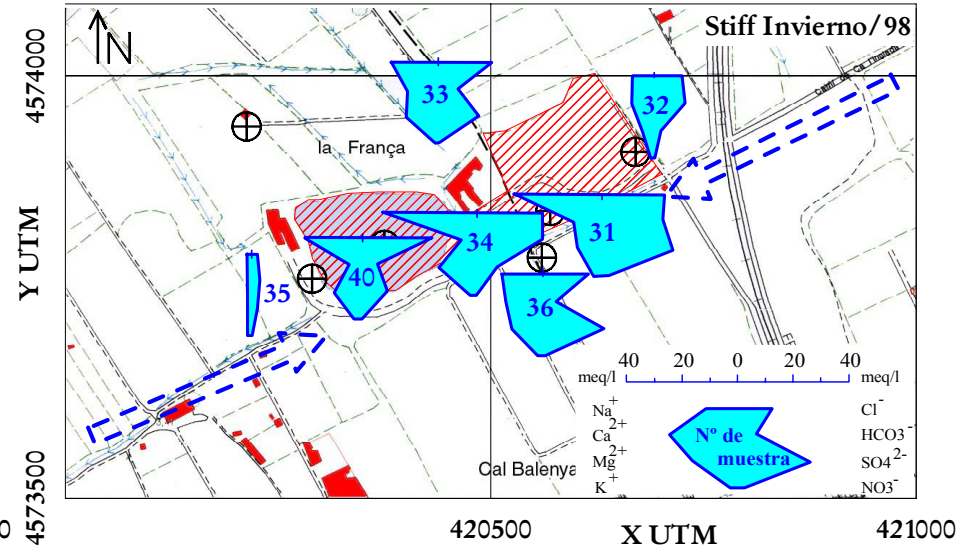 Stiff Invierno/98
N
Camí de Cal Tindaire
33
32
la França
34
31
40
35
36
40 20 0 20 40
meq/l meq/l
Na+ Cl-
Ca2+ Nº de HCO3-
Mg2+ muestra SO4 2-
K+ NO3-
Cal Balenya
Y UTM
4574000
4573500
420500 X UTM 421000